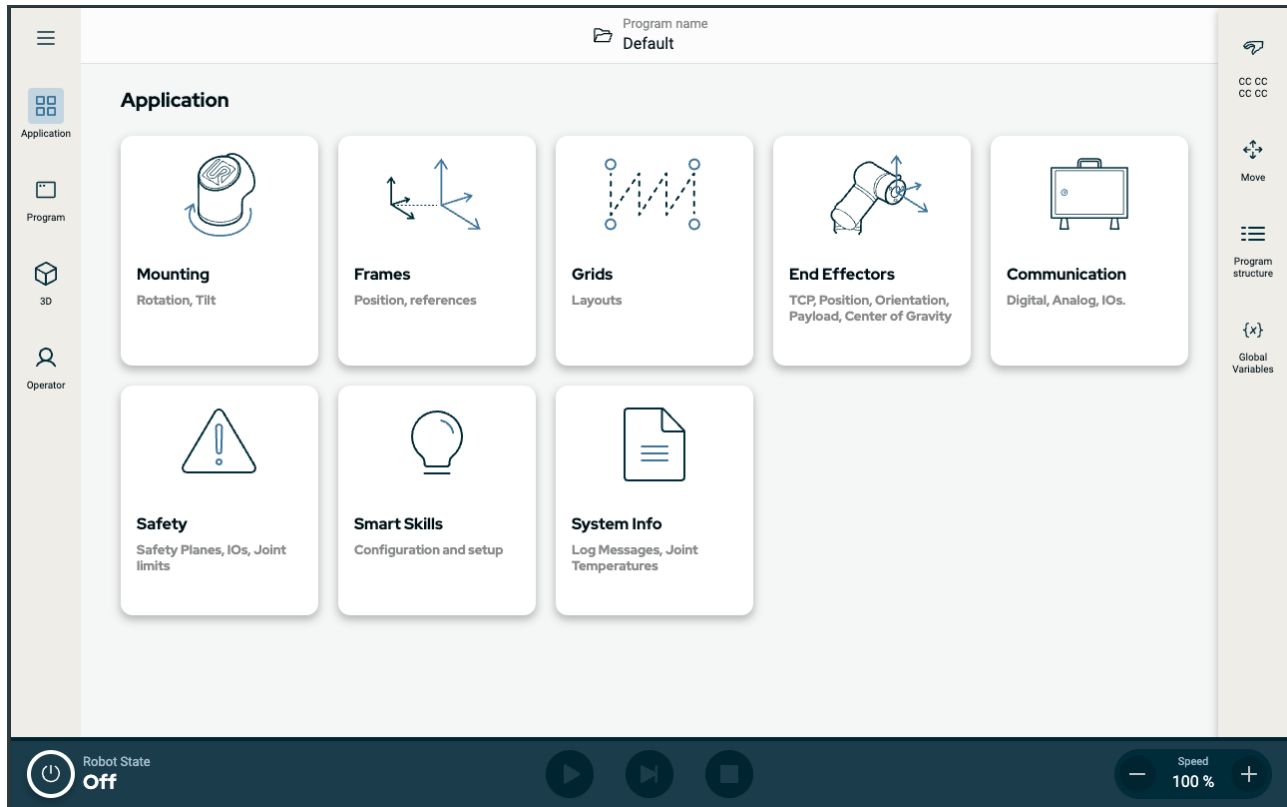 Program name
Default
Application
Program
3D
Operator
Application
Mounting
Rotation, Tilt
Frames
Position, references
Grids
Layouts
End Effectors
TCP, Position, Orientation,
Payload, Center of Gravity
Communication
Digital, Analog, IOs.
Safety
Safety Planes, IOs, Joint
limits
Smart Skills
Configuration and setup
System Info
Log Messages, Joint
Temperatures
CC CC
CC CC
Move
Program
structure
{x}
Global
Variables
Robot State
Off
Speed
100 %
UR